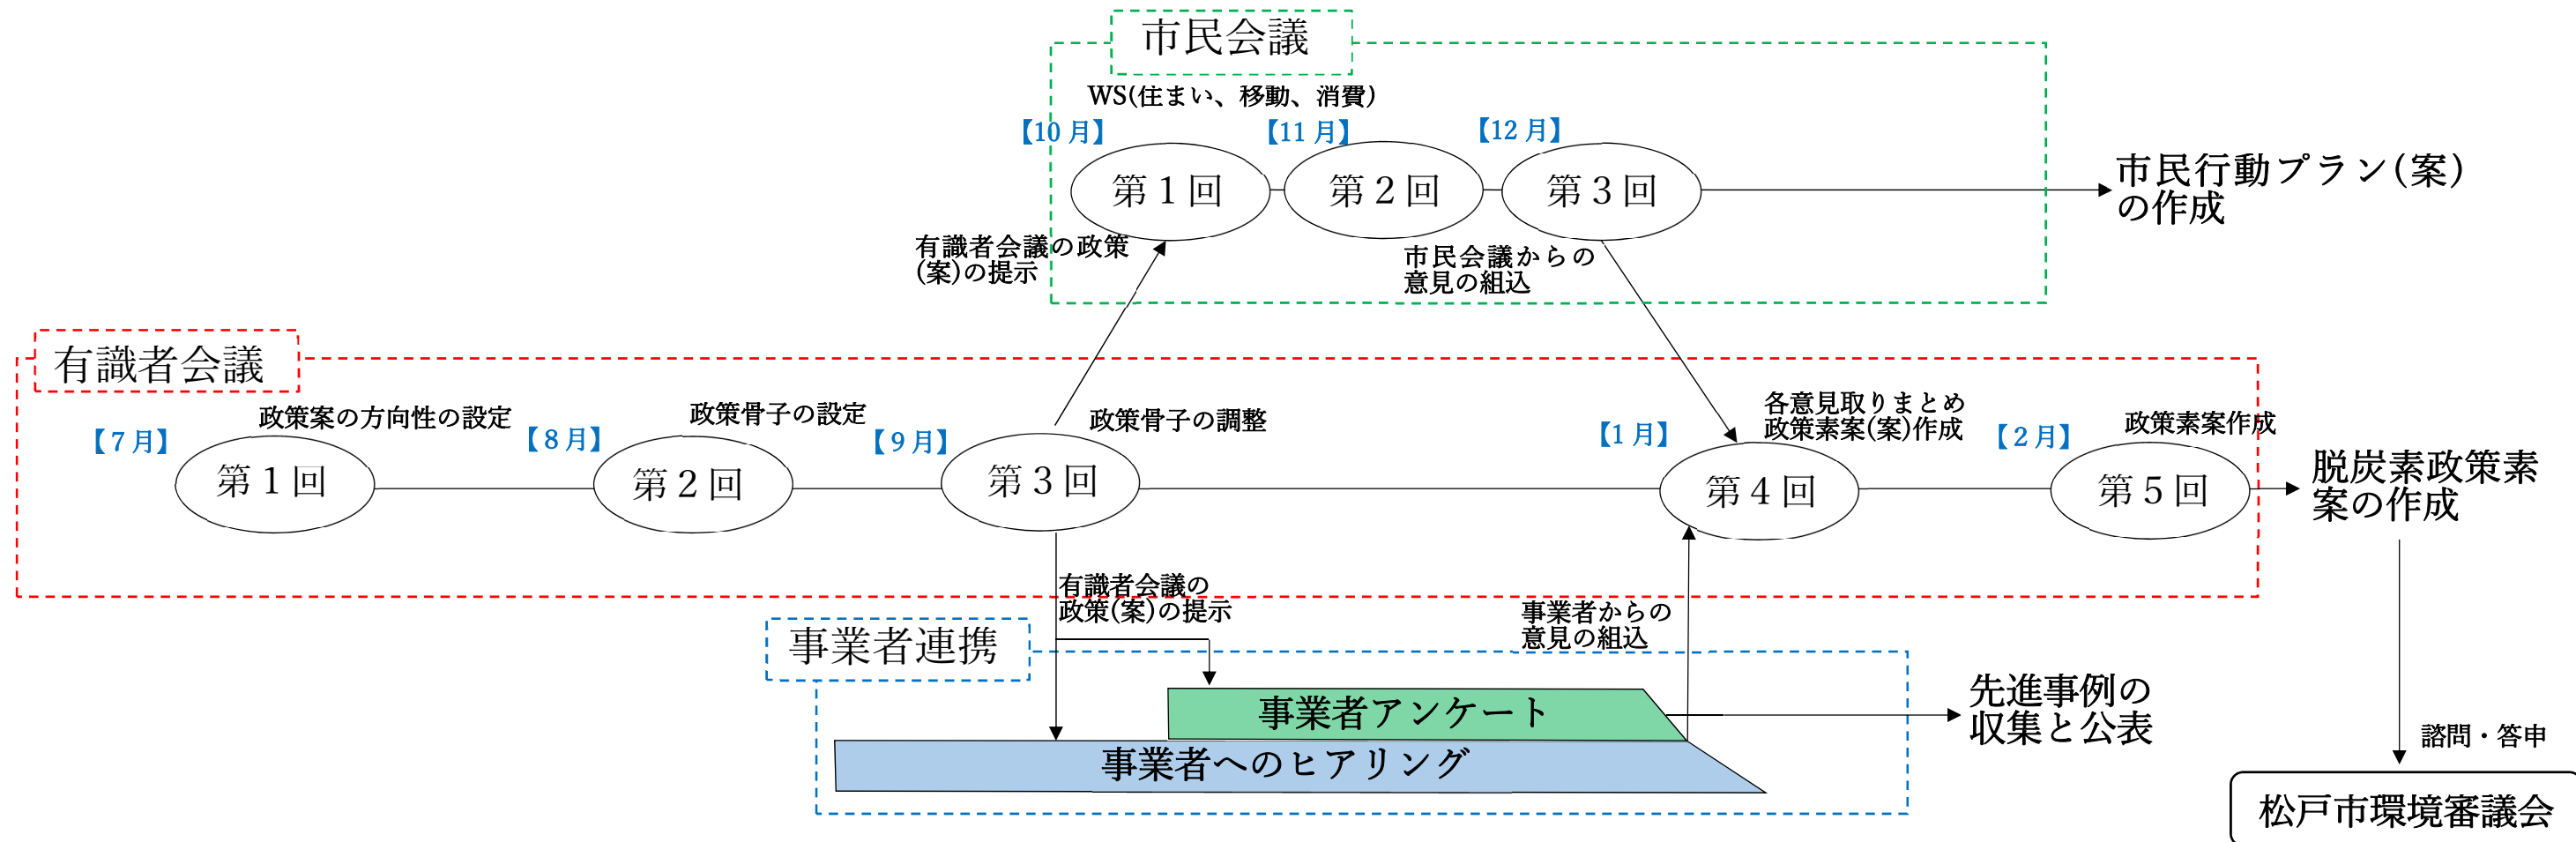 市民会議
WS(住まい、移動、消費)
【10 月】
【11 月】
【12 月】
第 1 回
第 2 回
第 3 回
市民行動プラン(案)
の作成
有識者会議の政策
(案)の提示
市民会議からの
意見の組込
有識者会議
【7 月】
政策案の方向性の設定
【8 月】
政策骨子の設定
【9 月】
政策骨子の調整
【1 月】
各意見取りまとめ
政策素案(案)作成
【2 月】
政策素案作成
第 1 回
第 2 回
第 3 回
第 4 回
第 5 回
脱炭素政策素
案の作成
有識者会議の
政策(案)の提示
事業者からの
意見の組込
事業者連携
事業者アンケート
事業者へのヒアリング
先進事例の
収集と公表
諮問・答申
松戸市環境審議会